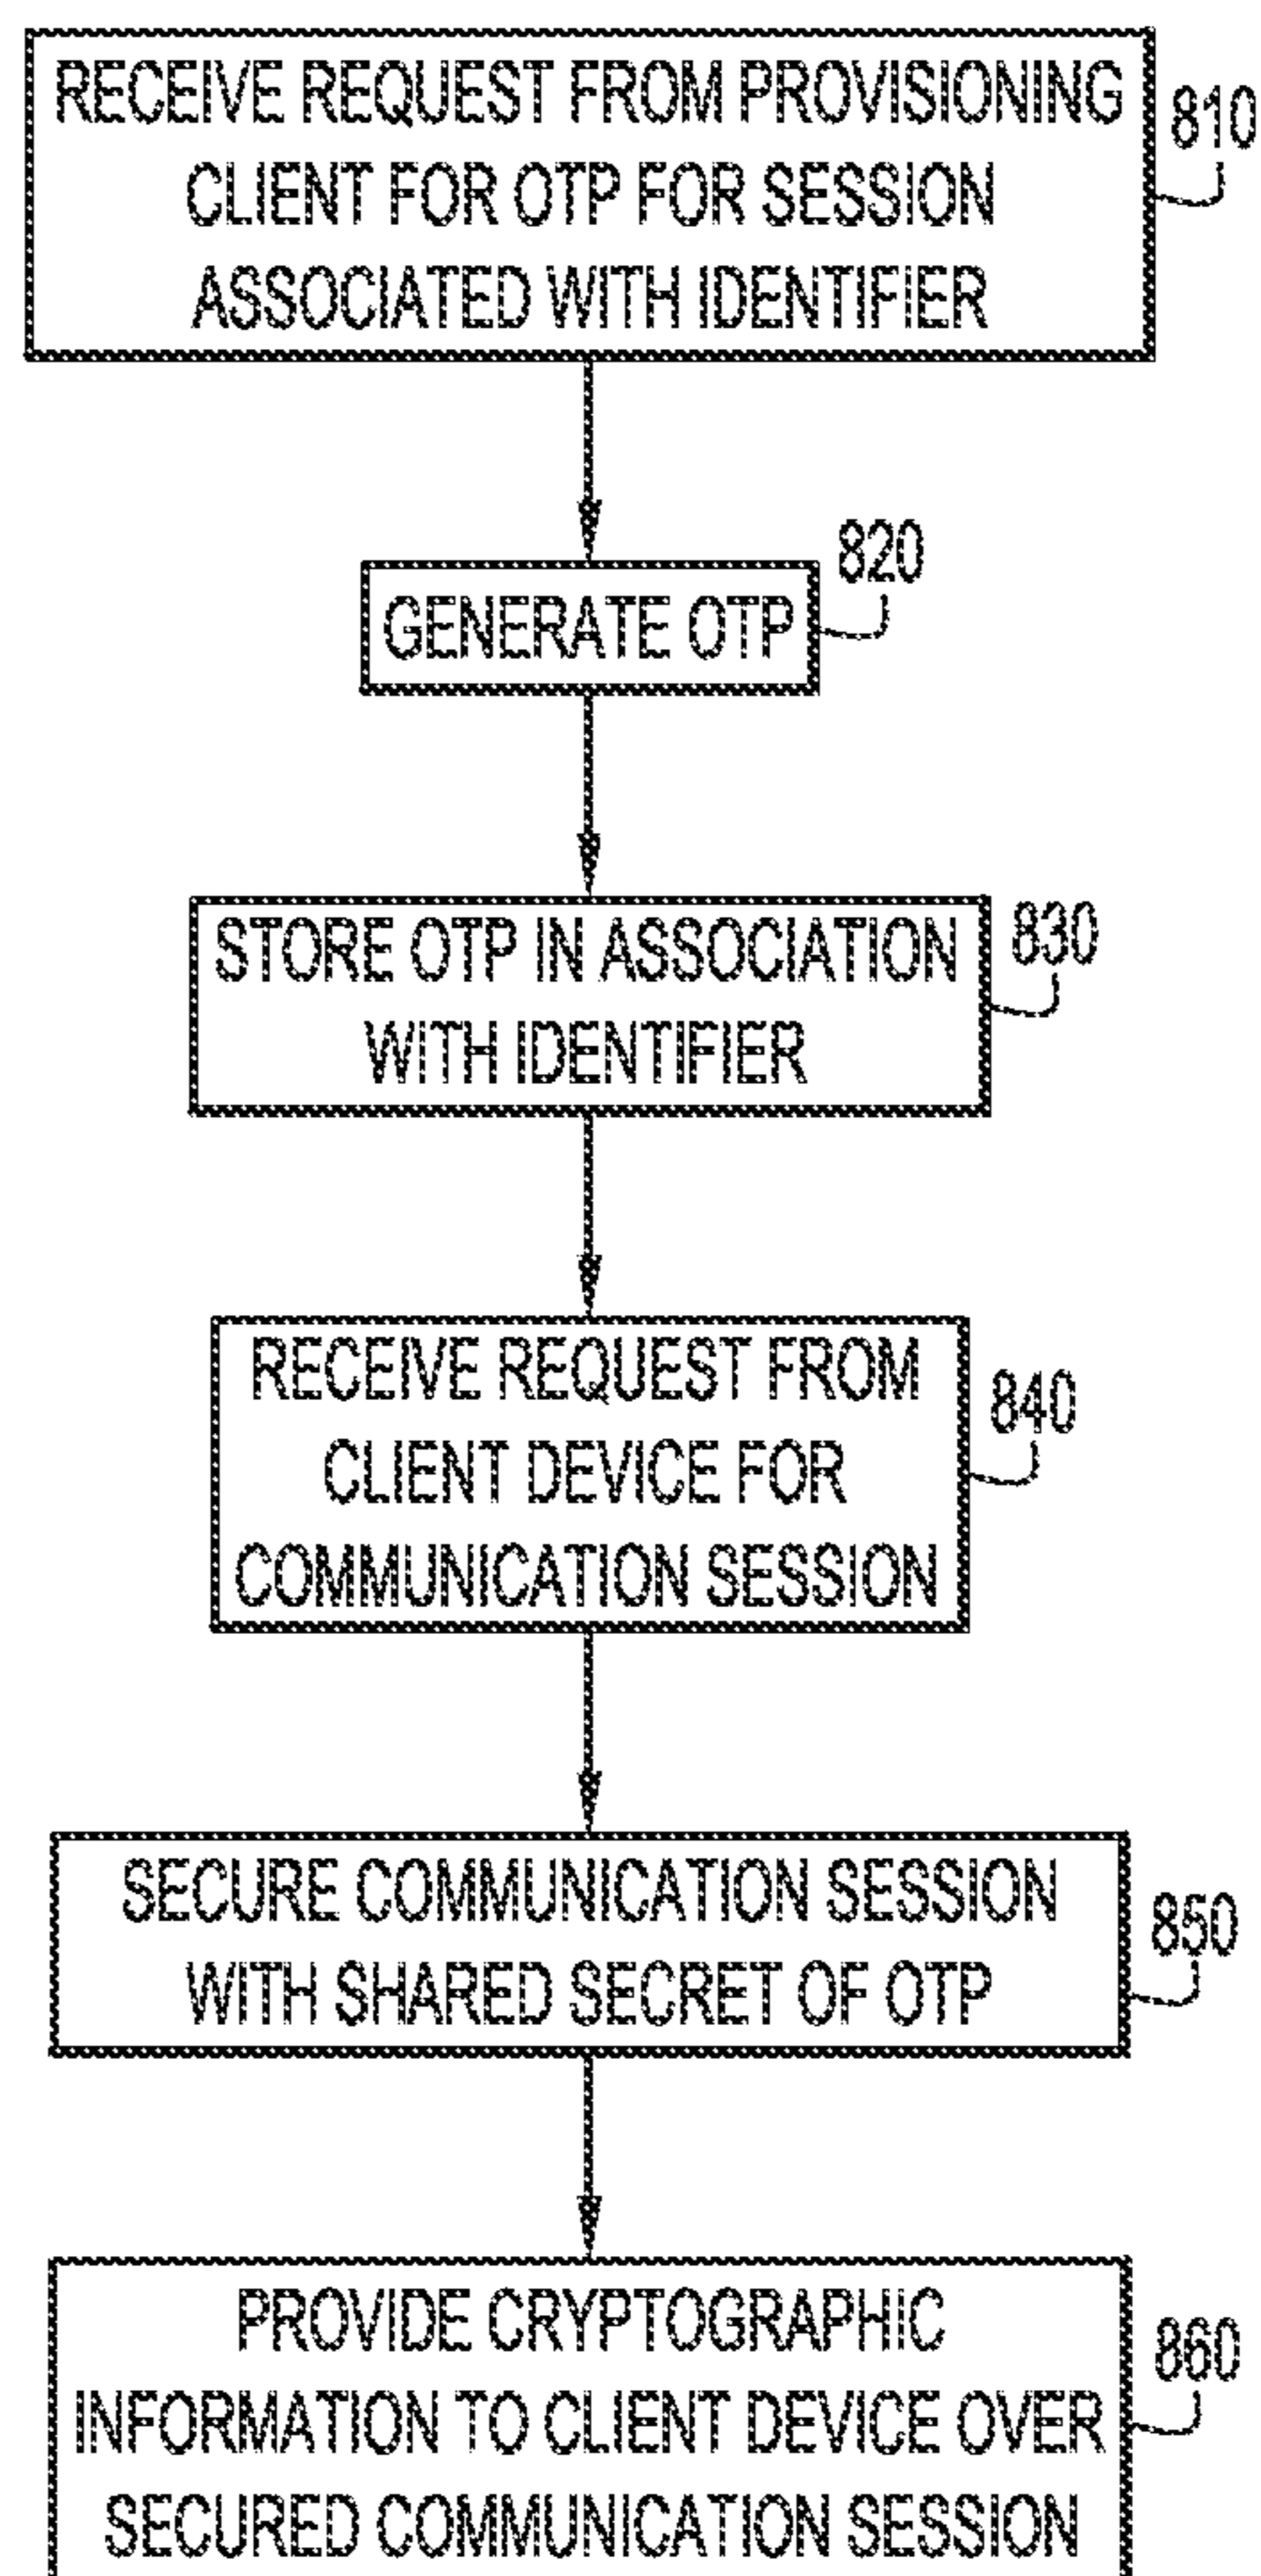 RECEIVE REQUEST FROM PROVISIONING
CLIENT FOR OTP FOR SESSION
ASSOCIATED WITH IDENTIFIER
810
GENERATE OTP
820
STORE OTP IN ASSOCIATION
WITH IDENTIFIER
830
RECEIVE REQUEST FROM
CLIENT DEVICE FOR
COMMUNICATION SESSION
840
SECURE COMMUNICATION SESSION
WITH SHARED SECRET OF OTP
850
PROVIDE CRYPTOGRAPHIC
INFORMATION TO CLIENT DEVICE OVER
SECURED COMMUNICATION SESSION
860